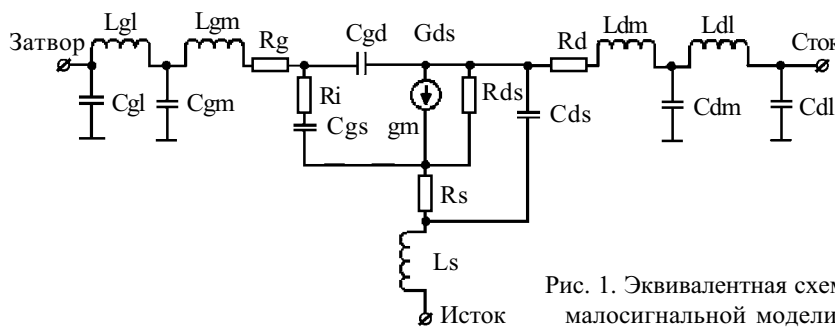 Lgl Lgm Ldm Ldl
Затвор Rg Cgd Gds Rd Сток
Cgl Cgm Ri Rds Cds Cdm Cdl
Cgs gm
Rs
Ls
Исток
Рис. 1. Эквивалентная схем
малосигнальной модели